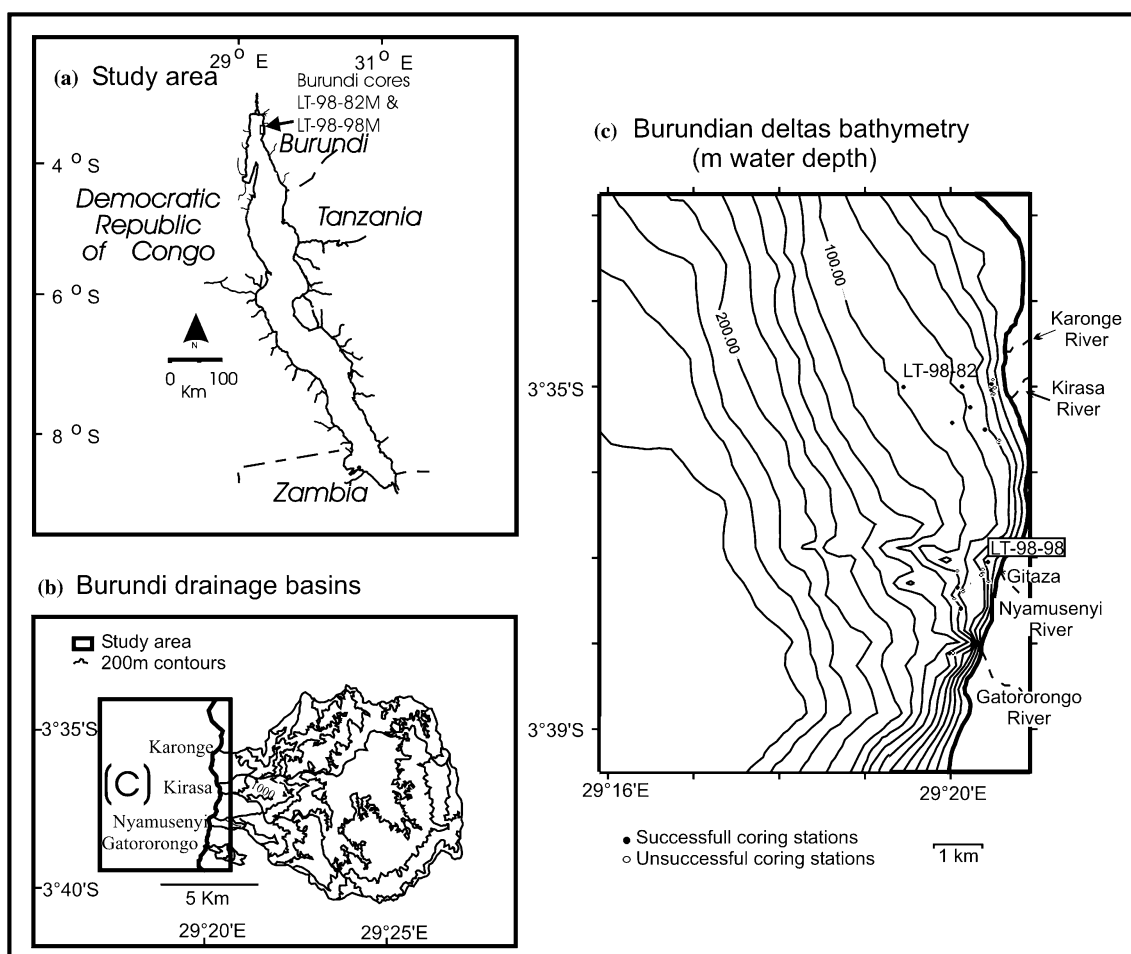 29° E 31° E
(a) Study area
Burundi cores
LT-98-82M &
LT-98-98M
Burundi
4 ° S
Democratic
Republic
of Congo
Tanzania
6 ° S
N
0 100
Km
8 ° S
Zambia
(b) Burundi drainage basins
Study area
200m contours
3°35'S
Karonge
(C)
Kirasa
1000
Nyamusenyi
Gatororongo
3°40'S
5 Km
29°20'E 29°25'E
(c) Burundian deltas bathymetry
(m water depth)
100.00
200.00
Karonge
River
LT-98-82
3°35'S
Kirasa
River
LT-98-98
Gitaza
Nyamusenyi
River
Gatororongo
River
3°39'S
29°16'E 29°20'E
Successfull coring stations
Unsuccessful coring stations
1 km